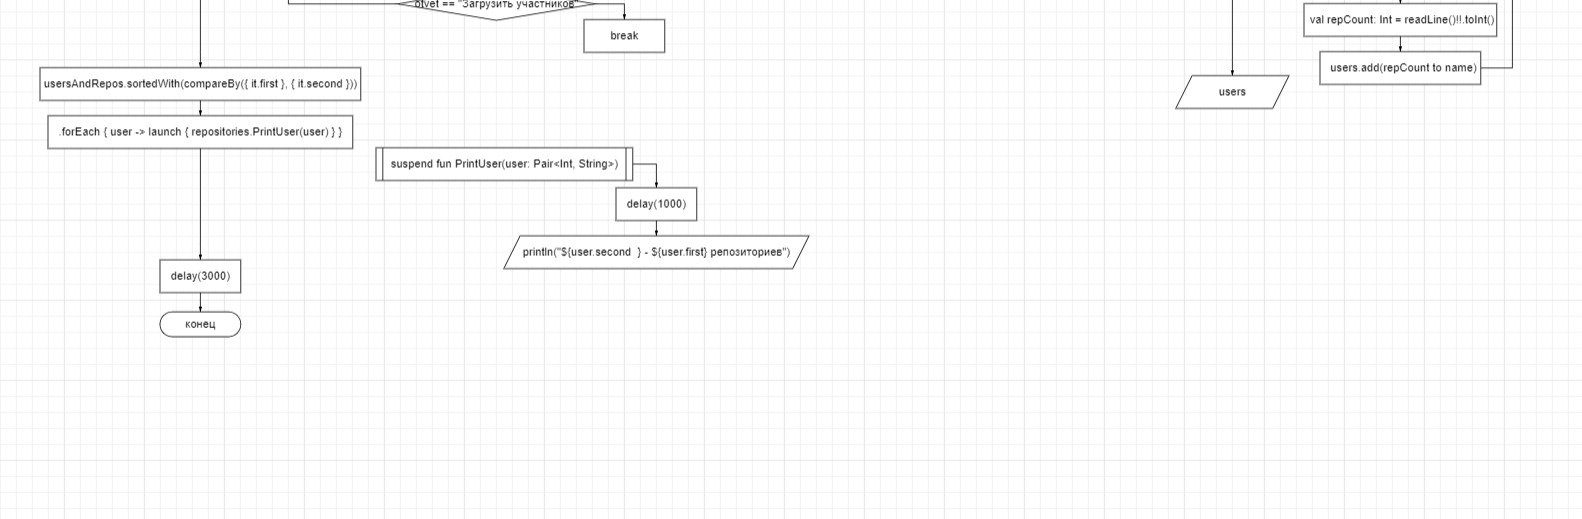 otvet == "Загрузить участников"
break
val repCount: Int = readLine()!!.toInt()
users.add(repCount to name)
users
usersAndRepos.sortedWith(compareBy({ it.first }, { it.second }))
.forEach { user -> launch { repositories.PrintUser(user) } }
suspend fun PrintUser(user: Pair<Int, String>)
delay(1000)
println("${user.second  } - ${user.first} репозиториев")
delay(3000)
конец